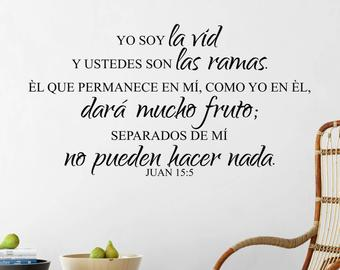 YO SOY la vid
Y USTEDES SON las ramas.
ÈL QUE PERMANECE EN MÍ, COMO YO EN ÈL,
dará mucho fruto;
SEPARADOS DE MÍ
no pueden hacer nada.
JUAN 15:5